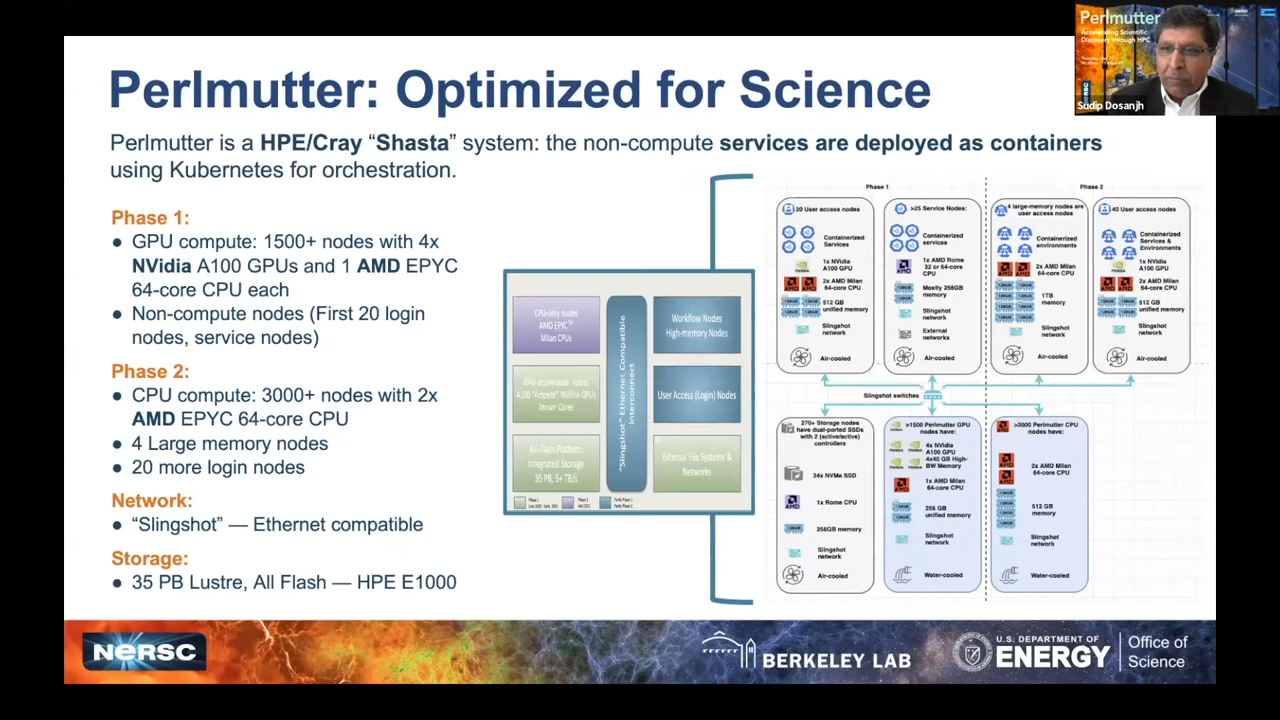 Perlmutter: Optimized for Science
Perlmutter is a HPE/Cray “Shasta” system: the non-compute services are deployed as containers
using Kubernetes for orchestration.
Phase 1:
● GPU compute: 1500+ nodes with 4x
NVidia A100 GPUs and 1 AMD EPYC
64-core CPU each
● Non-compute nodes (First 20 login
nodes, service nodes)
Phase 2:
● CPU compute: 3000+ nodes with 2x
AMD EPYC 64-core CPU
● 4 Large memory nodes
● 20 more login nodes
Network:
● “Slingshot” — Ethernet compatible
Storage:
● 35 PB Lustre, All Flash — HPE E1000
CPU-only nodes
AMD EPYC™
Milan CPUs
GPU-accelerated nodes
A100 "Ampere" NVIDIA GPUs
Tensor Cores
All-Flash Platform
Integrated Storage
35 PB, 5+ TB/s
"Slingshot" Ethernet Compatible
Interconnect
Workflow Nodes
High-memory Nodes
User Access (Login) Nodes
External File Systems &
Networks
Phase 1
Phase 2
20 User access nodes
Containerized
Services
1x NVidia
A100 GPU
2x AMD Milan
64-core CPU
512 GB
unified memory
Slingshot
network
Air-cooled
>25 Service Nodes:
Containerized
services
1x AMD Rome
32 or 64-core
CPU
Mostly 256GB
memory
Slingshot
network
External
networks
Air-cooled
4 large-memory nodes are
user access nodes
Containerized
environments
2x AMD Milan
64-core CPU
1TB
memory
Slingshot
network
Air-cooled
40 User access nodes
Containerized
Services &
Environments
1x NVidia
A100 GPU
2x AMD Milan
64-core CPU
512 GB
unified memory
Slingshot
network
Air-cooled
Slingshot switches
270+ Storage nodes
have dual-ported SSDs
with 2 (active/active)
controllers
24x NVMe SSD
1x Rome CPU
256GB memory
Slingshot
network
Air-cooled
>1500 Perlmutter GPU
nodes have:
4x NVidia
A100 GPU
4x40 GB High-
BW Memory
1x AMD Milan
64-core CPU
256 GB
unified memory
Slingshot
network
Water-cooled
>3000 Perlmutter CPU
nodes have:
2x AMD Milan
64-core CPU
512 GB
memory
Slingshot
network
Water-cooled
NERSC
BERKELEY LAB
U.S. DEPARTMENT OF
ENERGY
Office of
Science
Perlmutter
Accelerating Scientific
Discovery through HPC
NERSC
Sudip Dosanjh